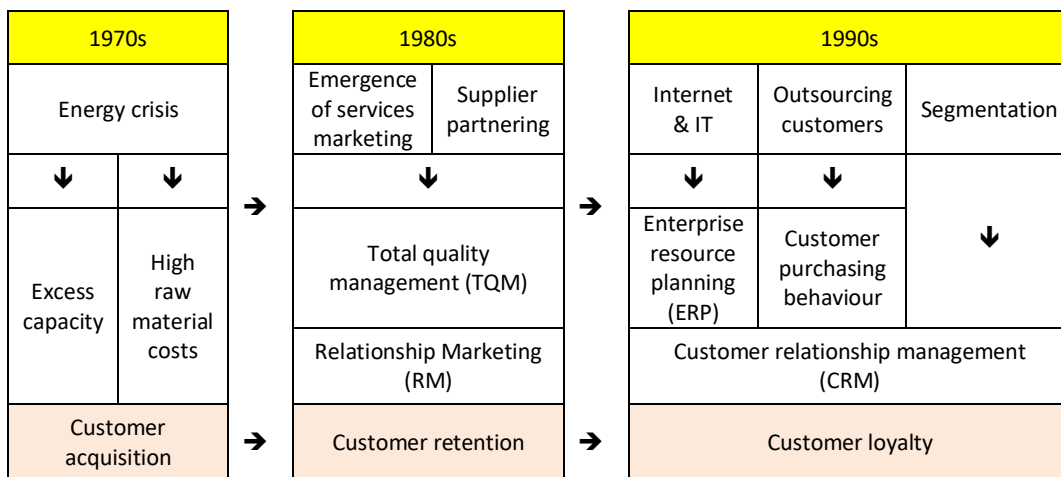 1970s
Energy crisis
🡻
🡻
Excess
capacity
High
raw
material
costs
Customer
acquisition
🡺
🡺
1980s
Emergence
of services
marketing
Supplier
partnering
🡻
Total quality
management (TQM)
Relationship Marketing
(RM)
Customer retention
🡺
🡺
1990s
Internet
& IT
Outsourcing
customers
Segmentation
🡻
🡻
🡻
Enterprise
resource
planning
(ERP)
Customer
purchasing
behaviour
Customer relationship management
(CRM)
Customer loyalty